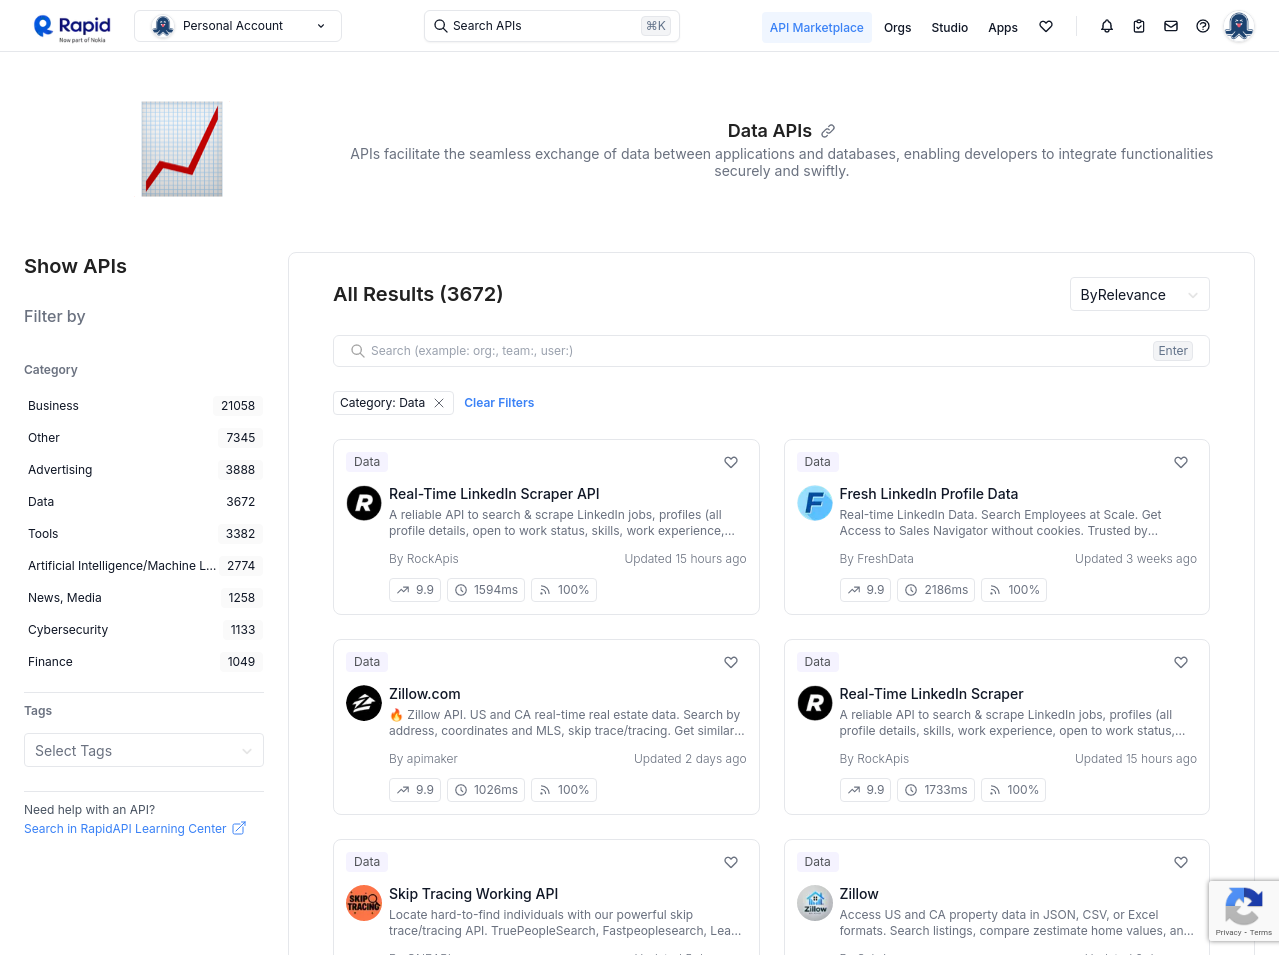 Rapid
Now part of Nokia
Personal Account
Search APIs
⌘K
API Marketplace
Orgs
Studio
Apps
Data APIs
APIs facilitate the seamless exchange of data between applications and databases, enabling developers to integrate functionalities
securely and swiftly.
Show APIs
Filter by
Category
Business 21058
Other 7345
Advertising 3888
Data 3672
Tools 3382
Artificial Intelligence/Machine L... 2774
News, Media 1258
Cybersecurity 1133
Finance 1049
Tags
Select Tags
Need help with an API?
Search in RapidAPI Learning Center
All Results (3672)
ByRelevance
Search (example: org:, team:, user:)
Enter
Category: Data
Clear Filters
Data
Real-Time LinkedIn Scraper API
A reliable API to search & scrape LinkedIn jobs, profiles (all
profile details, open to work status, skills, work experience,...
By RockApis
Updated 15 hours ago
9.9
1594ms
100%
Data
Fresh LinkedIn Profile Data
Real-time LinkedIn Data. Search Employees at Scale. Get
Access to Sales Navigator without cookies. Trusted by...
By FreshData
Updated 3 weeks ago
9.9
2186ms
100%
Data
Zillow.com
🔥 Zillow API. US and CA real-time real estate data. Search by
address, coordinates and MLS, skip trace/tracing. Get similar...
By apimaker
Updated 2 days ago
9.9
1026ms
100%
Data
Real-Time LinkedIn Scraper
A reliable API to search & scrape LinkedIn jobs, profiles (all
profile details, skills, work experience, open to work status,...
By RockApis
Updated 15 hours ago
9.9
1733ms
100%
Data
SKIP
TRACING
Skip Tracing Working API
Locate hard-to-find individuals with our powerful skip
trace/tracing API. TruePeopleSearch, Fastpeoplesearch, Lea...
Data
Zillow
Zillow
Access US and CA property data in JSON, CSV, or Excel
formats. Search listings, compare zestimate home values, an...
Privacy - Terms